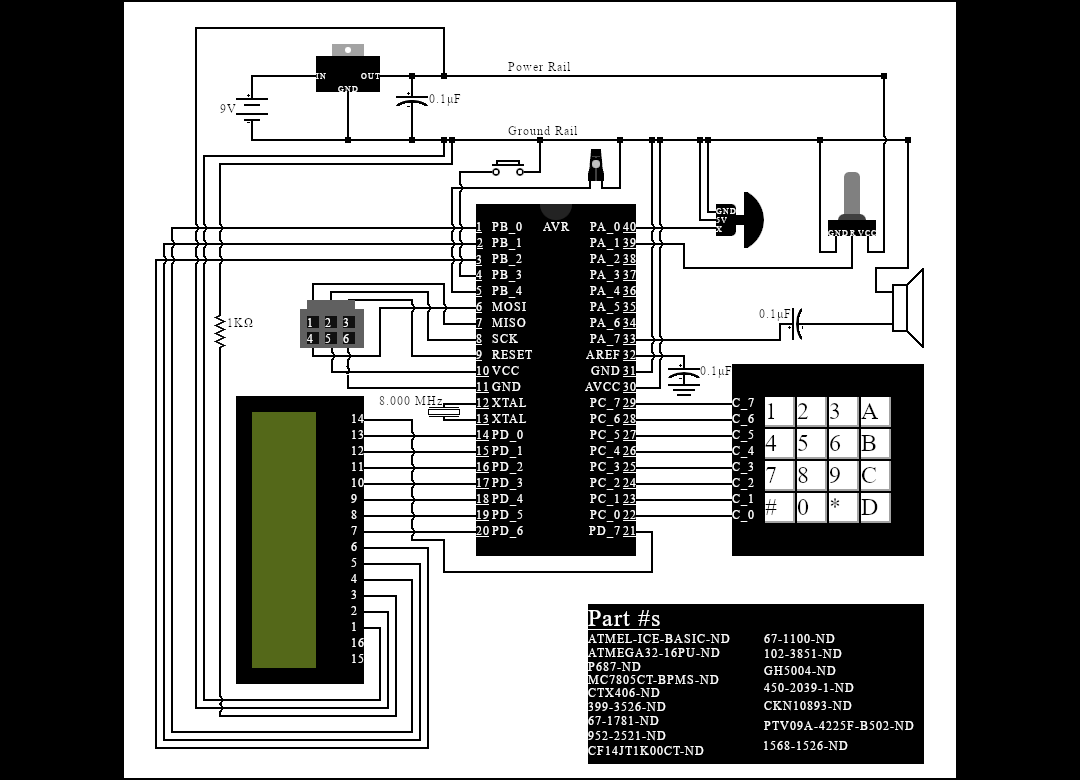 Power Rail
IN OUT
GND
9V
0.1µF
Ground Rail
GND
5V
X
GND R VCC
1 PB_0 AVR PA_0 40
2 PB_1 PA_1 39
3 PB_2 PA_2 38
4 PB_3 PA_3 37
5 PB_4 PA_4 36
6 MOSI PA_5 35
7 MISO PA_6 34
8 SCK PA_7 33
9 RESET AREF 32
10 VCC GND 31
11 GND AVCC 30
12 XTAL PC_7 29
13 XTAL PC_6 28
14 PD_0 PC_5 27
15 PD_1 PC_4 26
16 PD_2 PC_3 25
17 PD_3 PC_2 24
18 PD_4 PC_1 23
19 PD_5 PC_0 22
20 PD_6 PD_7 21
1 2 3
4 5 6
1KΩ
0.1µF
0.1µF
8.000 MHz
14
13
12
11
10
9
8
7
6
5
4
3
2
1
16
15
C_7
C_6
C_5
C_4
C_3
C_2
C_1
C_0
1 2 3 A
4 5 6 B
7 8 9 C
# 0 * D
Part #s
ATMEL-ICE-BASIC-ND
ATMEGA32-16PU-ND
P687-ND
MC7805CT-BPMS-ND
CTX406-ND
399-3526-ND
67-1781-ND
952-2521-ND
CF14JT1K00CT-ND
67-1100-ND
102-3851-ND
GH5004-ND
450-2039-1-ND
CKN10893-ND
PTV09A-4225F-B502-ND
1568-1526-ND